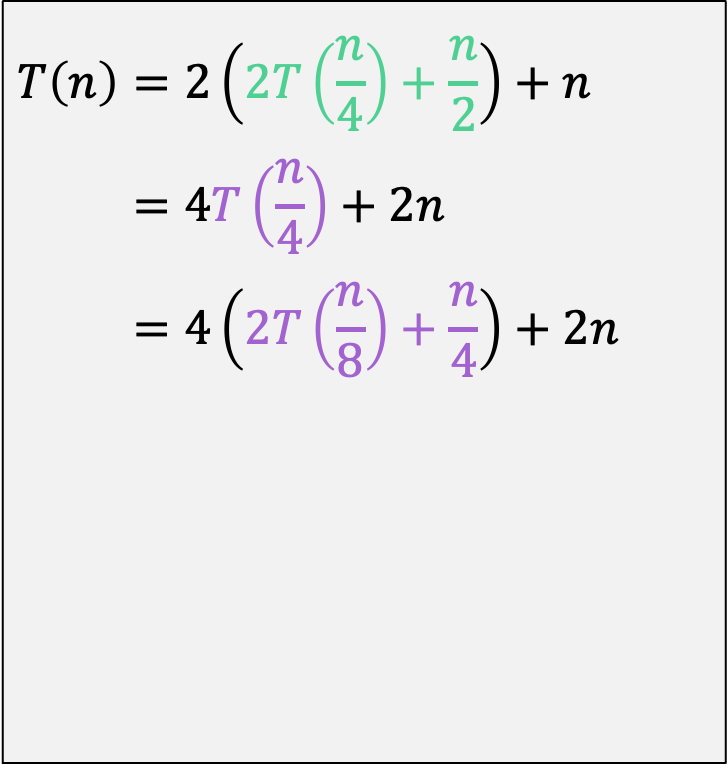 T(n) = 2(2T(n/4) + n/2) + n
= 4T(n/4) + 2n
= 4(2T(n/8) + n/4) + 2n